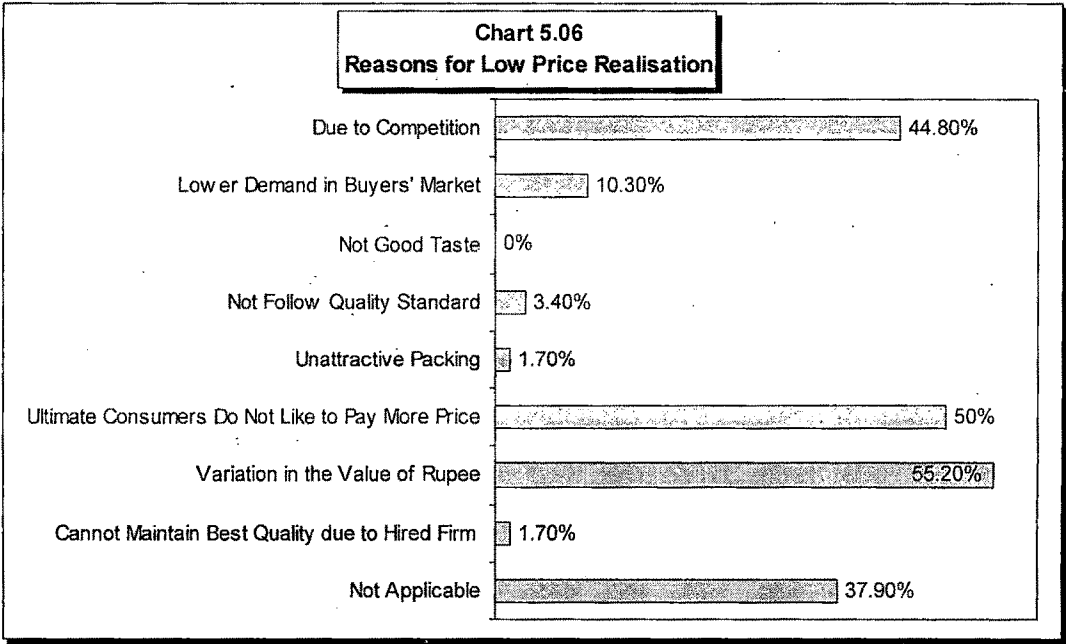 Chart 5.06
Reasons for Low Price Realisation
Due to Competition 44.80%
Lower Demand in Buyers' Market 10.30%
Not Good Taste 0%
Not Follow Quality Standard 3.40%
Unattractive Packing 1.70%
Ultimate Consumers Do Not Like to Pay More Price 50%
Variation in the Value of Rupee 55.20%
Cannot Maintain Best Quality due to Hired Firm 1.70%
Not Applicable 37.90%